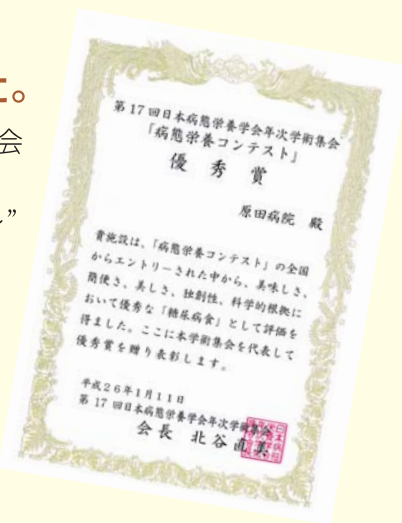 た。
会
”
第17回日本病態栄養学会年次学術集会
「病態栄養コンテスト」
優秀賞
原田病院 殿
貴施設は、「病態栄養コンテスト」の全国
からエントリーされた中から、美味しさ、
簡便さ、美しさ、独創性、科学的根拠に
おいて優秀な「糖尿病食」として評価を
得ました。ここに本学術集会を代表して
優秀賞を贈り表彰します。
平成26年1月11日
第17回日本病態栄養学会年次学術集会
会長 北谷直美